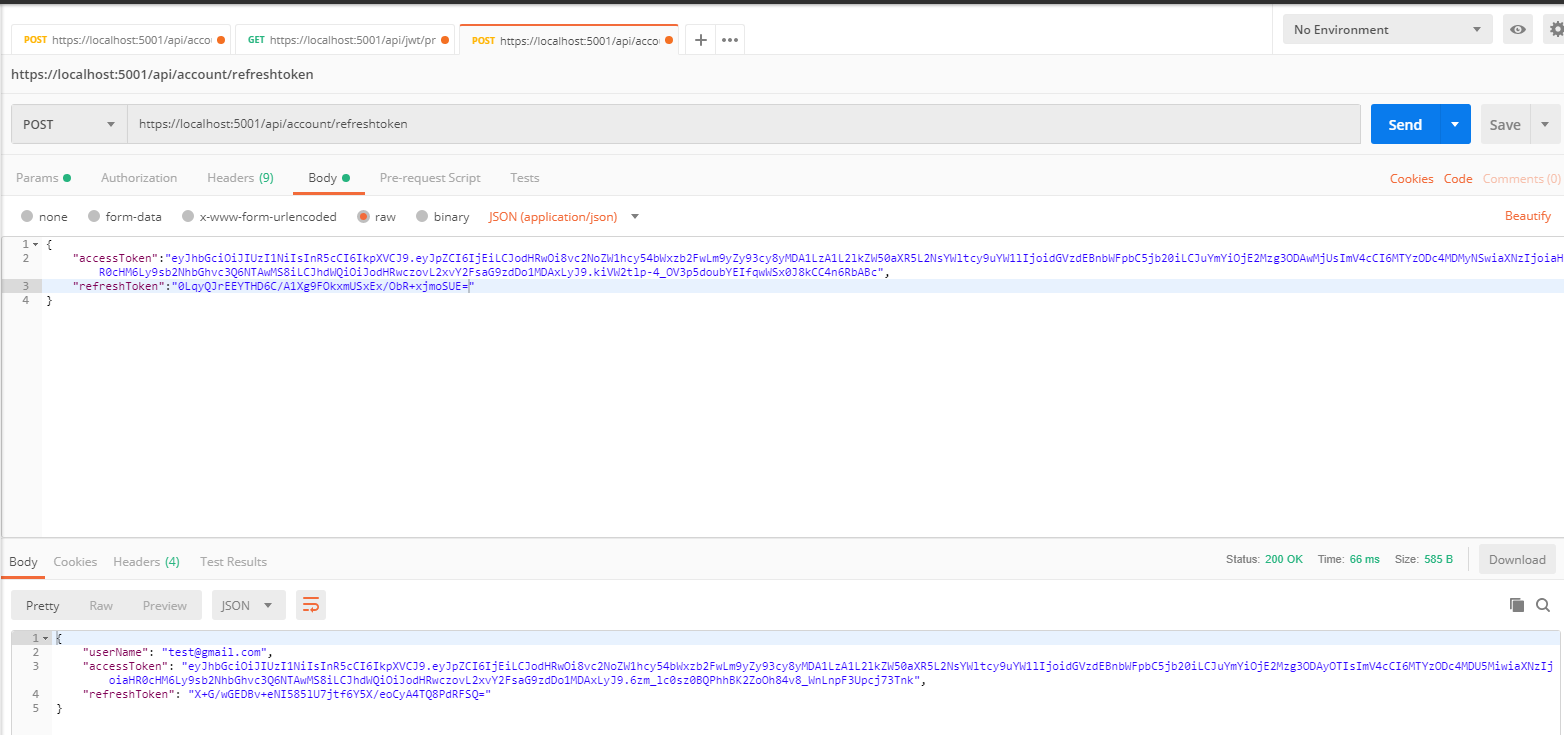 POST https://localhost:5001/api/acco
GET https://localhost:5001/api/jwt/pr
POST https://localhost:5001/api/acco
No Environment
https://localhost:5001/api/account/refreshtoken
POST https://localhost:5001/api/account/refreshtoken Send Save
Params Authorization Headers (9) Body Pre-request Script Tests Cookies Code Comments (0)
none form-data x-www-form-urlencoded raw binary JSON (application/json) Beautify
1 {
2 "accessToken":"eyJhbGciOiJIUzI1NiIsInR5cCI6IkpXVCJ9.eyJpZCI6IjEiLCJodHRwOi8vc2NoZW1hcy54bWxzb2FwLm9yZy93cy8yMDA1LzA1L2lkZW50aXR5L2NsYWltcy9uYW1lIjoidGVzdEBnbWFpbC5jb20iLCJuYmYiOjE2Mzg3ODAwMjUsImV4cCI6MTYzODc4MDMyNSwiaXNzIjoiaH
R0cHM6Ly9sb2NhbGhvc3Q6NTAwMS8iLCJhdWQiOiJodHRwczovL2xvY2FsaG9zdDo1MDAxLyJ9.kiVW2tlp-4_OV3p5doubYEIfqwWSx0J8kCC4n6RbABc",
3 "refreshToken":"0LqyQJrEEYTHD6C/A1Xg9FOkxmUSxEx/ObR+xjmoSUE="
4 }
Body Cookies Headers (4) Test Results Status: 200 OK Time: 66 ms Size: 585 B Download
Pretty Raw Preview JSON
1 {
2 "userName": "test@gmail.com",
3 "accessToken": "eyJhbGciOiJIUzI1NiIsInR5cCI6IkpXVCJ9.eyJpZCI6IjEiLCJodHRwOi8vc2NoZW1hcy54bWxzb2FwLm9yZy93cy8yMDA1LzA1L2lkZW50aXR5L2NsYWltcy9uYW1lIjoidGVzdEBnbWFpbC5jb20iLCJuYmYiOjE2Mzg3ODAyOTIsImV4cCI6MTYzODc4MDU5MiwiaXNzIj
oiaHR0cHM6Ly9sb2NhbGhvc3Q6NTAwMS8iLCJhdWQiOiJodHRwczovL2xvY2FsaG9zdDo1MDAxLyJ9.6zm_lc0sz0BQPhhBK2ZoOh84v8_WnLnpF3Upcj73Tnk",
4 "refreshToken": "X+G/wGEDBv+eNI585lU7jtf6Y5X/eoCyA4TQ8PdRFSQ="
5 }